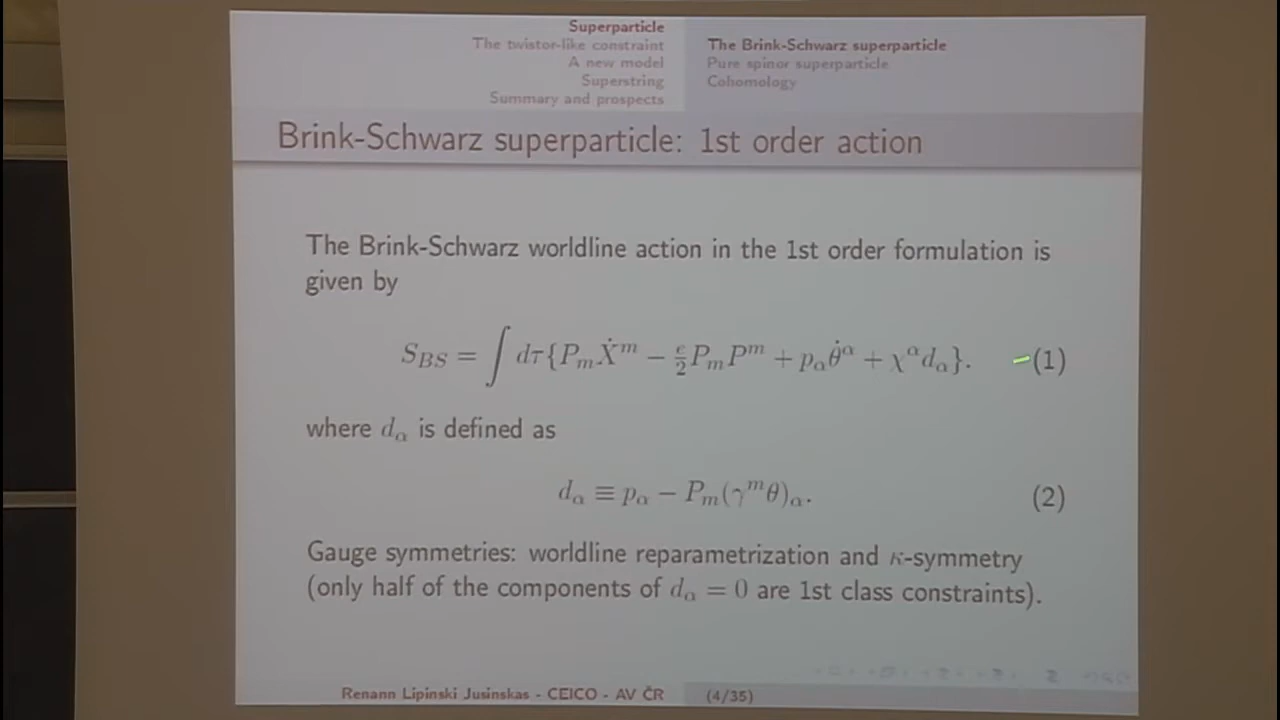 Superparticle
The twistor-like constraint
A new model
Superstring
Summary and prospects
The Brink-Schwarz superparticle
Pure spinor superparticle
Cohomology
Brink-Schwarz superparticle: 1st order action
The Brink-Schwarz worldline action in the 1st order formulation is
given by
S_{BS} = ∫ dτ{P_m Ẋ^m − e/2 P_m P^m + p_α θ̇^α + χ^α d_α}. (1)
where d_α is defined as
d_α ≡ p_α − P_m(γ^m θ)_α. (2)
Gauge symmetries: worldline reparametrization and κ-symmetry
(only half of the components of d_α = 0 are 1st class constraints).
Renann Lipinski Jusinskas - CEICO - AV ČR (4/35)